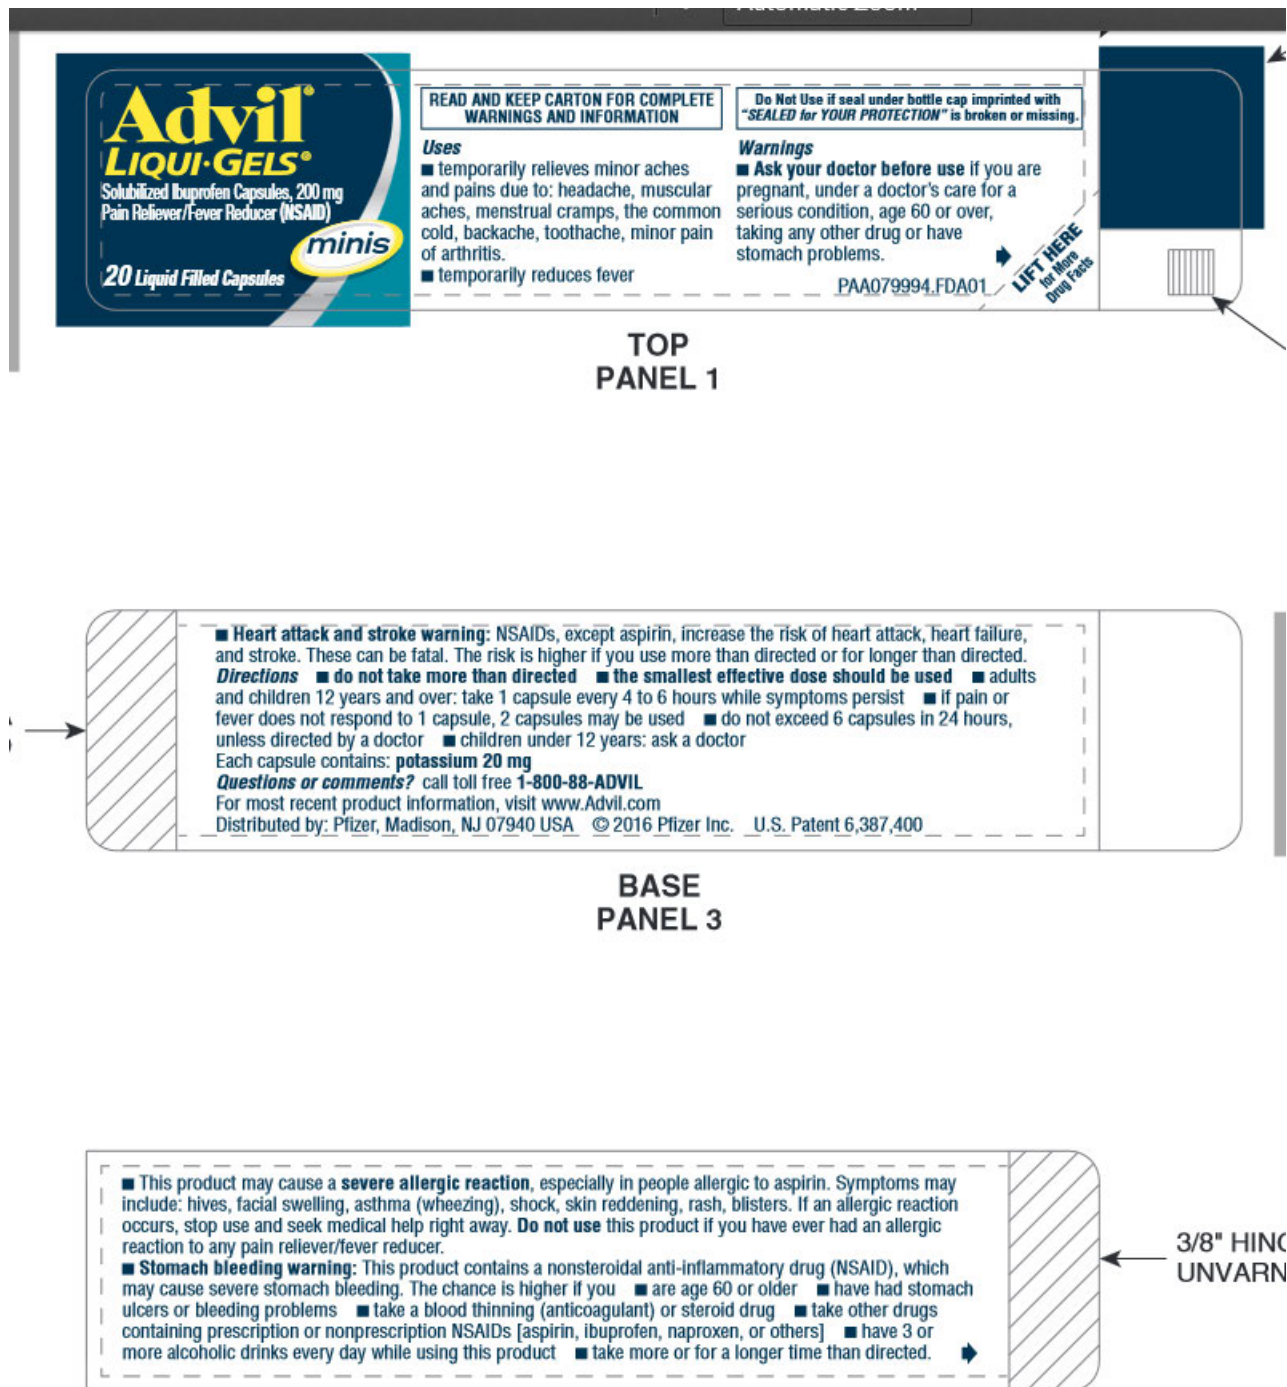 Advil®
LIQUI·GELS®
Solubilized Ibuprofen Capsules, 200 mg
Pain Reliever/Fever Reducer (NSAID)
minis
20 Liquid Filled Capsules
READ AND KEEP CARTON FOR COMPLETE
WARNINGS AND INFORMATION
Uses
■ temporarily relieves minor aches
and pains due to: headache, muscular
aches, menstrual cramps, the common
cold, backache, toothache, minor pain
of arthritis.
■ temporarily reduces fever
Do Not Use if seal under bottle cap imprinted with
"SEALED for YOUR PROTECTION" is broken or missing.
Warnings
■ Ask your doctor before use if you are
pregnant, under a doctor's care for a
serious condition, age 60 or over,
taking any other drug or have
stomach problems.
PAA079994.FDA01
LIFT HERE
for More
Drug Facts
TOP
PANEL 1
■ Heart attack and stroke warning: NSAIDs, except aspirin, increase the risk of heart attack, heart failure,
and stroke. These can be fatal. The risk is higher if you use more than directed or for longer than directed.
Directions ■ do not take more than directed ■ the smallest effective dose should be used ■ adults
and children 12 years and over: take 1 capsule every 4 to 6 hours while symptoms persist ■ if pain or
fever does not respond to 1 capsule, 2 capsules may be used ■ do not exceed 6 capsules in 24 hours,
unless directed by a doctor ■ children under 12 years: ask a doctor
Each capsule contains: potassium 20 mg
Questions or comments? call toll free 1-800-88-ADVIL
For most recent product information, visit www.Advil.com
Distributed by: Pfizer, Madison, NJ 07940 USA © 2016 Pfizer Inc. U.S. Patent 6,387,400
BASE
PANEL 3
■ This product may cause a severe allergic reaction, especially in people allergic to aspirin. Symptoms may
include: hives, facial swelling, asthma (wheezing), shock, skin reddening, rash, blisters. If an allergic reaction
occurs, stop use and seek medical help right away. Do not use this product if you have ever had an allergic
reaction to any pain reliever/fever reducer.
■ Stomach bleeding warning: This product contains a nonsteroidal anti-inflammatory drug (NSAID), which
may cause severe stomach bleeding. The chance is higher if you ■ are age 60 or older ■ have had stomach
ulcers or bleeding problems ■ take a blood thinning (anticoagulant) or steroid drug ■ take other drugs
containing prescription or nonprescription NSAIDs [aspirin, ibuprofen, naproxen, or others] ■ have 3 or
more alcoholic drinks every day while using this product ■ take more or for a longer time than directed.
3/8" HING
UNVARN